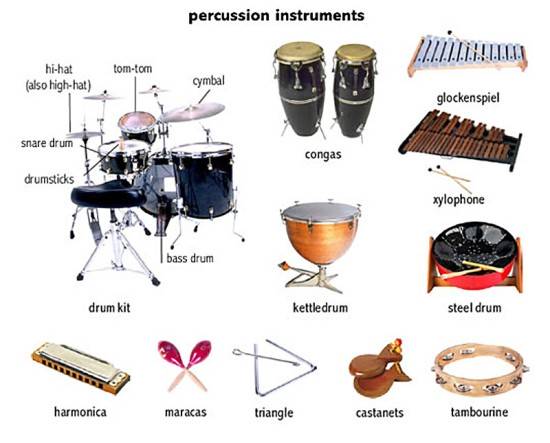 percussion instruments
hi-hat
(also high-hat)
tom-tom
cymbal
snare drum
drumsticks
bass drum
drum kit
congas
glockenspiel
xylophone
kettledrum
steel drum
harmonica
maracas
triangle
castanets
tambourine